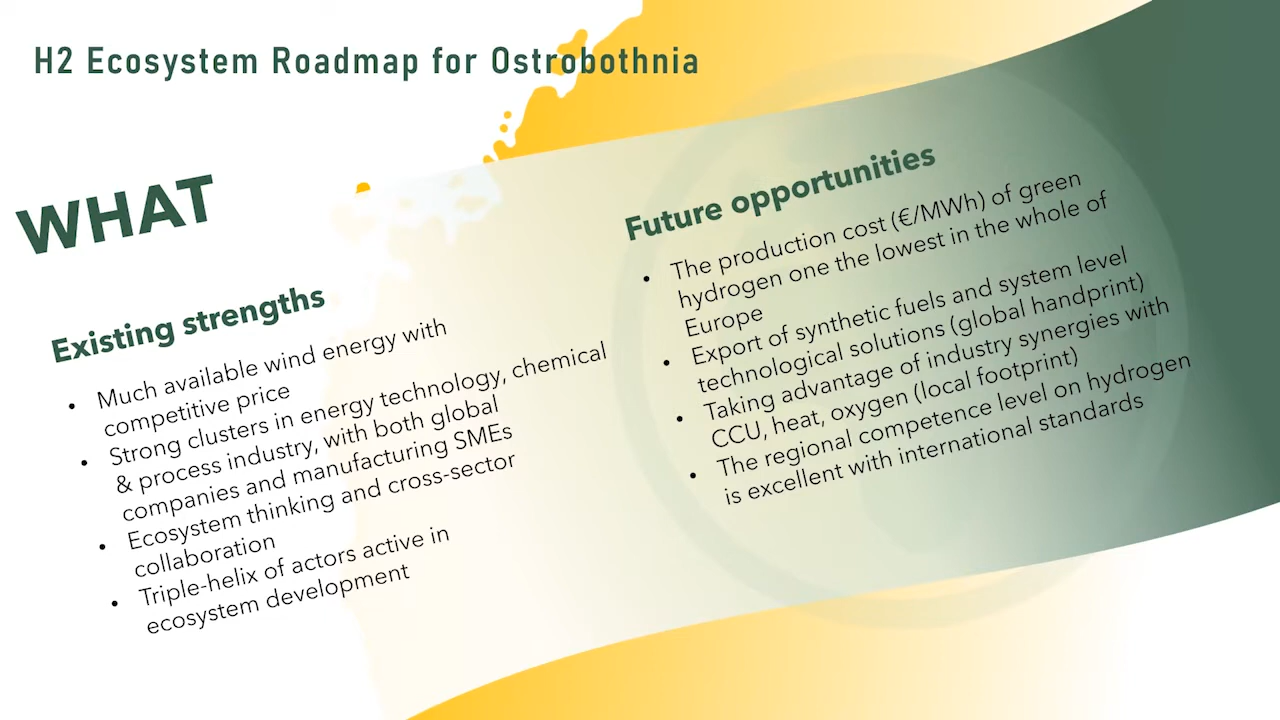 H2 Ecosystem Roadmap for Ostrobothnia
WHAT
Existing strengths
• Much available wind energy with
competitive price
• Strong clusters in energy technology, chemical
& process industry, with both global
companies and manufacturing SMEs
• Ecosystem thinking and cross-sector
collaboration
• Triple-helix of actors active in
ecosystem development
Future opportunities
• The production cost (€/MWh) of green
hydrogen one the lowest in the whole of
Europe
• Export of synthetic fuels and system level
technological solutions (global handprint)
• Taking advantage of industry synergies with
CCU, heat, oxygen (local footprint)
• The regional competence level on hydrogen
is excellent with international standards